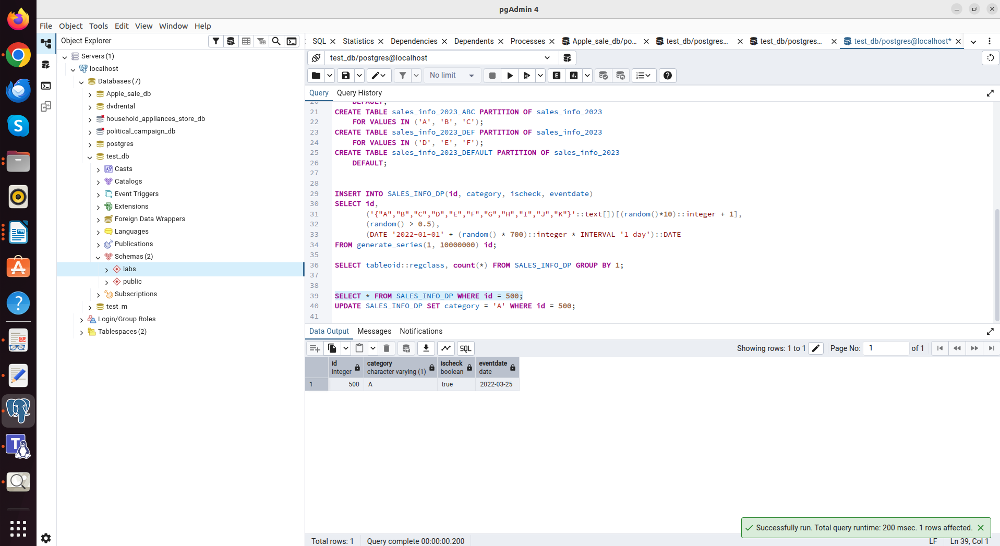 pgAdmin 4
File Object Tools Edit View Window Help
Object Explorer
SQL Statistics Dependencies Dependents Processes Apple_sale_db/po... test_db/postgres... test_db/postgres... test_db/postgres@localhost*
Servers (1)
localhost
Databases (7)
Apple_sale_db
dvdrental
household_appliances_store_db
political_campaign_db
postgres
test_db
Casts
Catalogs
Event Triggers
Extensions
Foreign Data Wrappers
Languages
Publications
Schemas (2)
labs
public
Subscriptions
test_m
Login/Group Roles
Tablespaces (2)
test_db/postgres@localhost
No limit
E
Query Query History
20 DEFAULT;
21 CREATE TABLE sales_info_2023_ABC PARTITION OF sales_info_2023
22 FOR VALUES IN ('A', 'B', 'C');
23 CREATE TABLE sales_info_2023_DEF PARTITION OF sales_info_2023
24 FOR VALUES IN ('D', 'E', 'F');
25 CREATE TABLE sales_info_2023_DEFAULT PARTITION OF sales_info_2023
26 DEFAULT;
27
28
29 INSERT INTO SALES_INFO_DP(id, category, ischeck, eventdate)
30 SELECT id,
31 ('{"A","B","C","D","E","F","G","H","I","J","K"}'::text[])[(random()*10)::integer + 1],
32 (random() > 0.5),
33 (DATE '2022-01-01' + (random() * 700)::integer * INTERVAL '1 day')::DATE
34 FROM generate_series(1, 10000000) id;
35
36 SELECT tableoid::regclass, count(*) FROM SALES_INFO_DP GROUP BY 1;
37
38
39 SELECT * FROM SALES_INFO_DP WHERE id = 500;
40 UPDATE SALES_INFO_DP SET category = 'A' WHERE id = 500;
41
Data Output Messages Notifications
SQL Showing rows: 1 to 1 Page No: 1 of 1
id category ischeck eventdate
integer character varying (1) boolean date
1 500 A true 2022-03-25
Successfully run. Total query runtime: 200 msec. 1 rows affected.
Total rows: 1 Query complete 00:00:00.200 LF Ln 39, Col 1